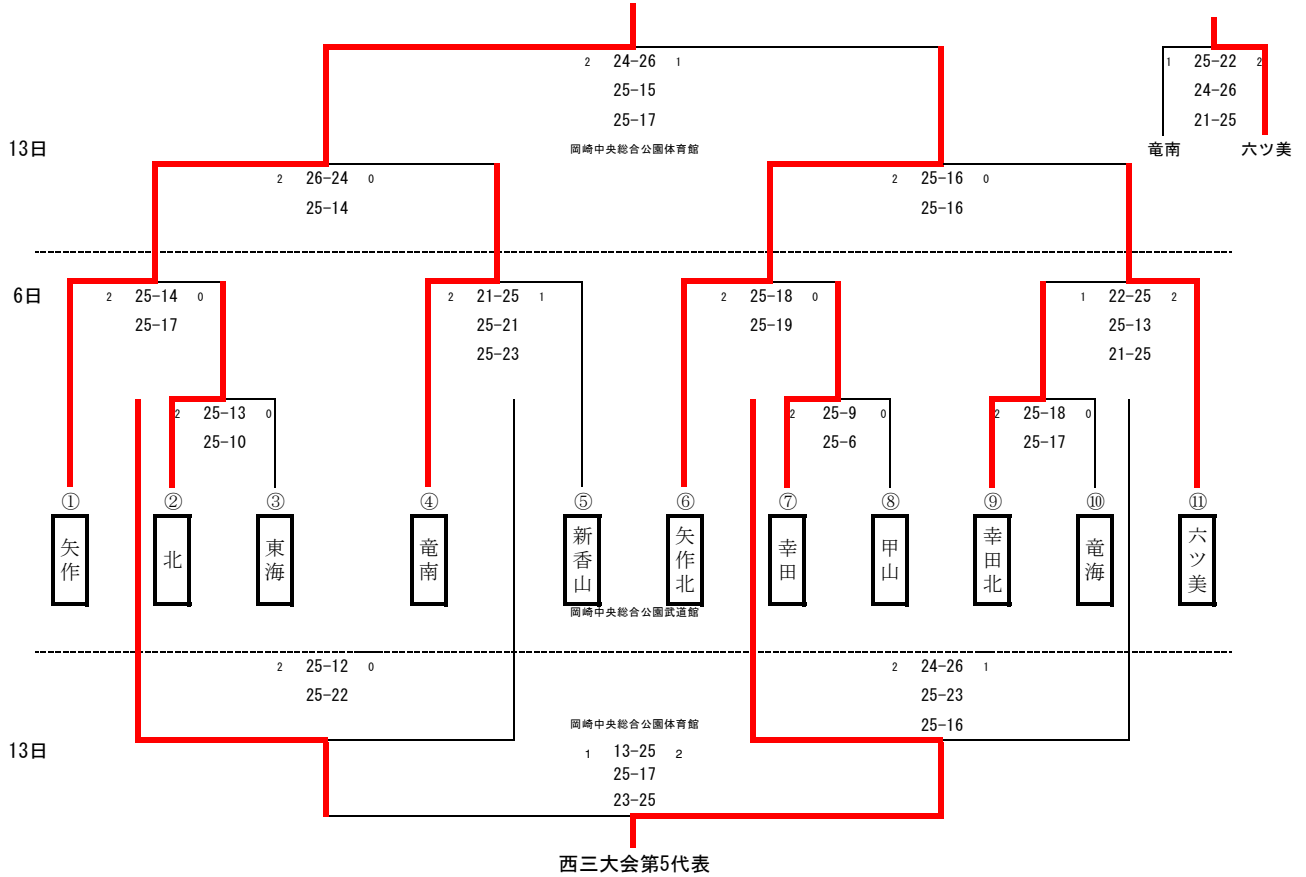 2 24-26 1
25-15
25-17
岡崎中央総合公園体育館
1 25-22 2
24-26
21-25
竜南 六ツ美
13日
2 26-24 0
25-14
2 25-16 0
25-16
6日
2 25-14 0
25-17
2 21-25 1
25-21
25-23
2 25-18 0
25-19
1 22-25 2
25-13
21-25
2 25-13 0
25-10
2 25-9 0
25-6
2 25-18 0
25-17
① ② ③ ④ ⑤ ⑥ ⑦ ⑧ ⑨ ⑩ ⑪
矢作
北
東海
竜南
新香山
矢作北
幸田
甲山
幸田北
竜海
六ツ美
岡崎中央総合公園武道館
2 25-12 0
25-22
2 24-26 1
25-23
25-16
13日
岡崎中央総合公園体育館
1 13-25 2
25-17
23-25
西三大会第5代表